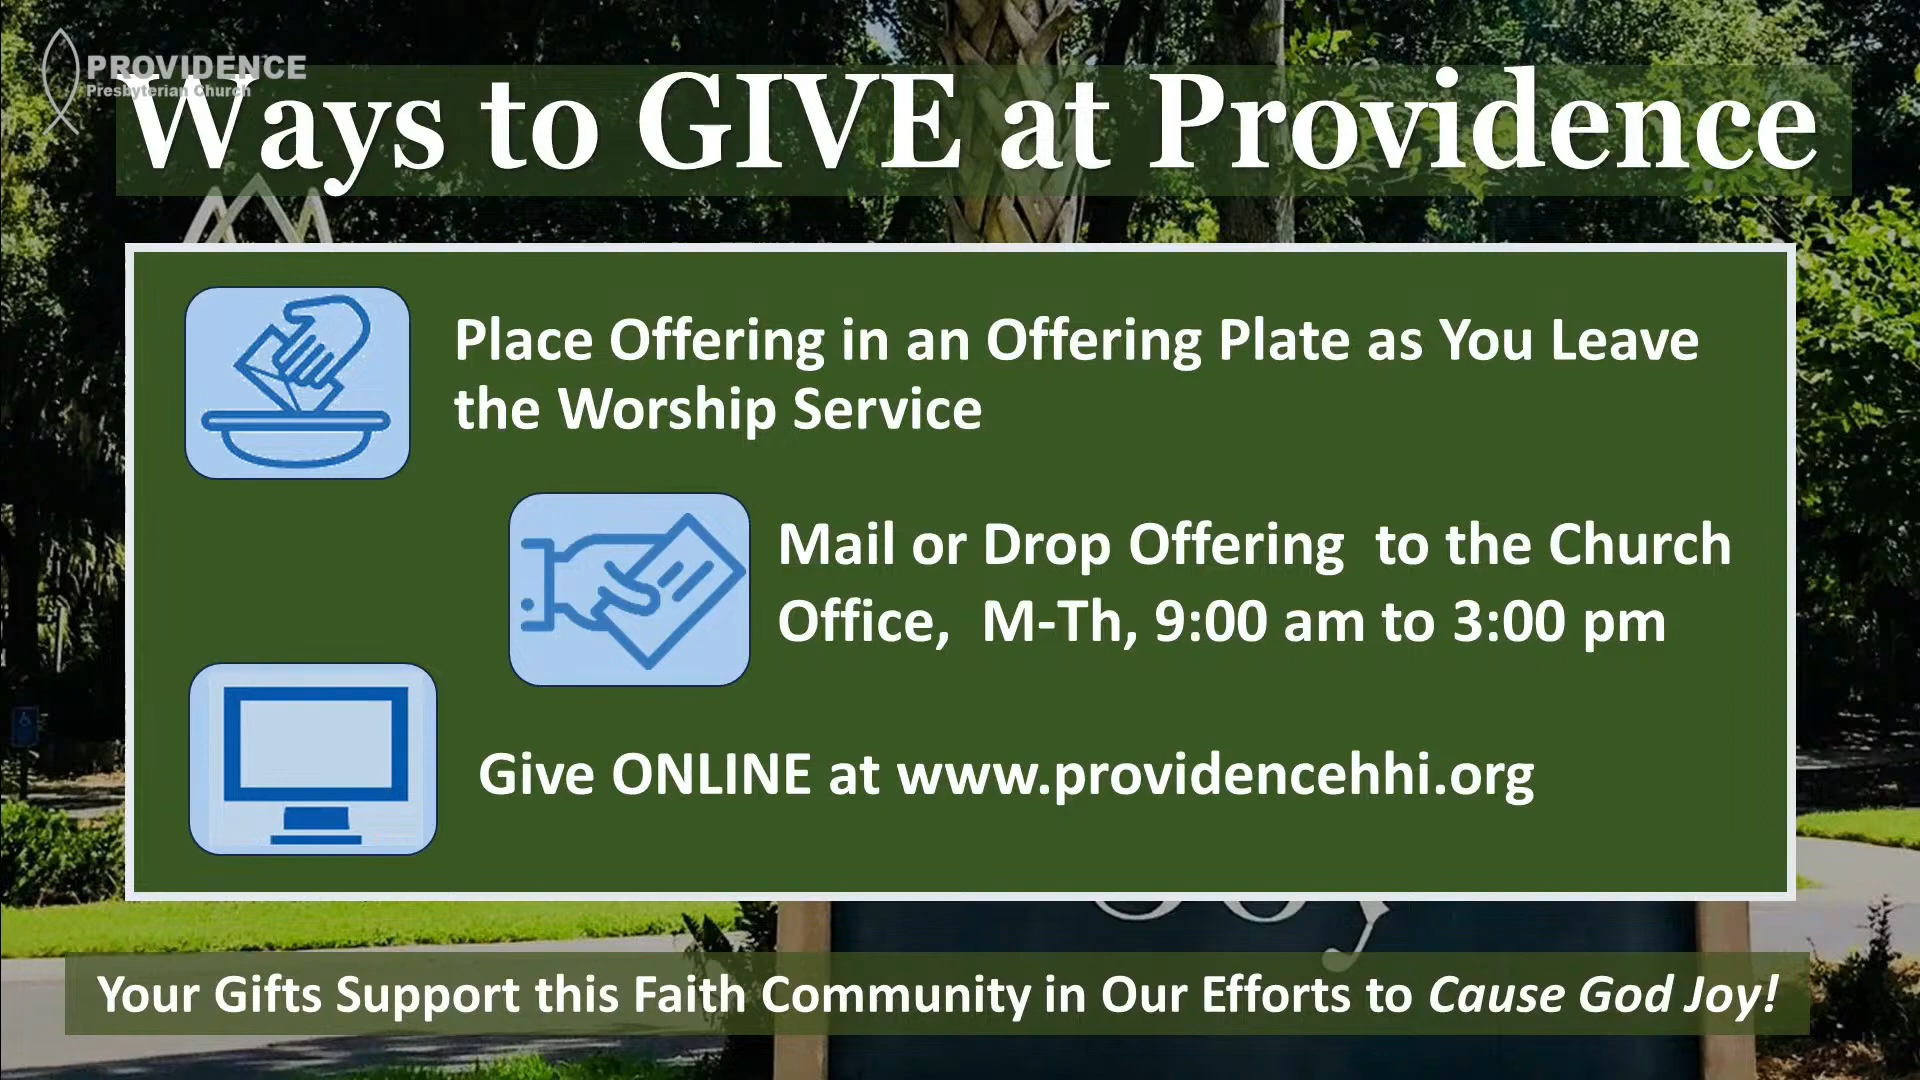 PROVIDENCE
Presbyterian Church
Ways to GIVE at Providence
Place Offering in an Offering Plate as You Leave
the Worship Service
Mail or Drop Offering to the Church
Office, M-Th, 9:00 am to 3:00 pm
Give ONLINE at www.providencehhi.org
Your Gifts Support this Faith Community in Our Efforts to Cause God Joy!